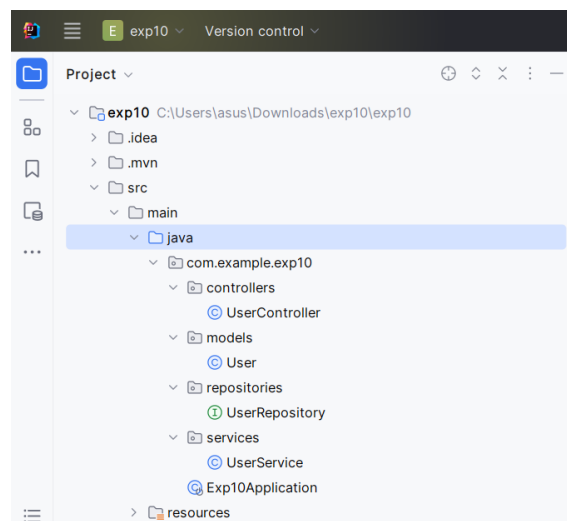 E exp10 Version control
Project
exp10 C:\Users\asus\Downloads\exp10\exp10
.idea
.mvn
src
main
java
com.example.exp10
controllers
C UserController
models
C User
repositories
I UserRepository
services
C UserService
C Exp10Application
resources